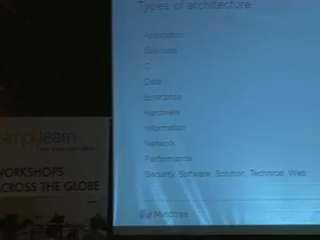 Types of architecture
Application
Business
C
Data
Enterprise
Hardware
Information
Network
Performance
Security, Software, Solution, Technical, Web
Mindtree
simplilearn
WORKSHOPS
ACROSS THE GLOBE